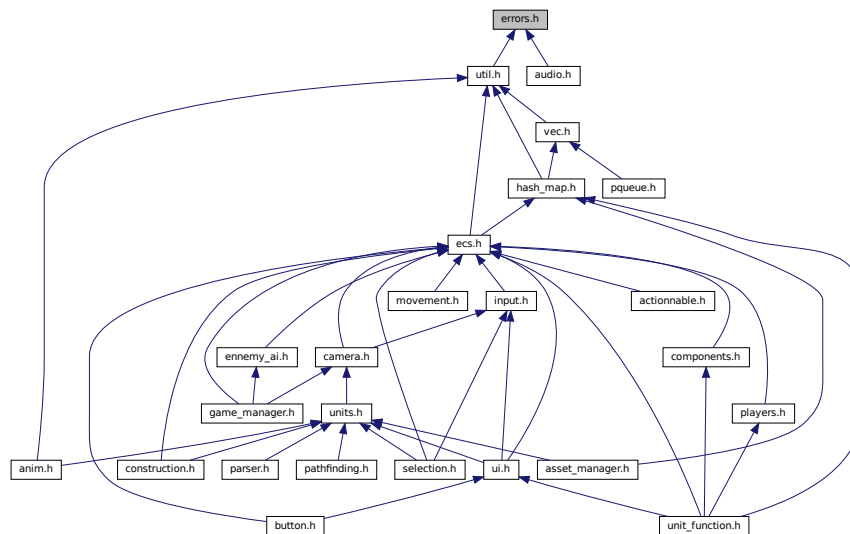 errors.h
util.h
audio.h
vec.h
hash_map.h
pqueue.h
ecs.h
movement.h
input.h
actionnable.h
ennemy_ai.h
camera.h
components.h
game_manager.h
units.h
players.h
anim.h
construction.h
parser.h
pathfinding.h
selection.h
ui.h
asset_manager.h
button.h
unit_function.h